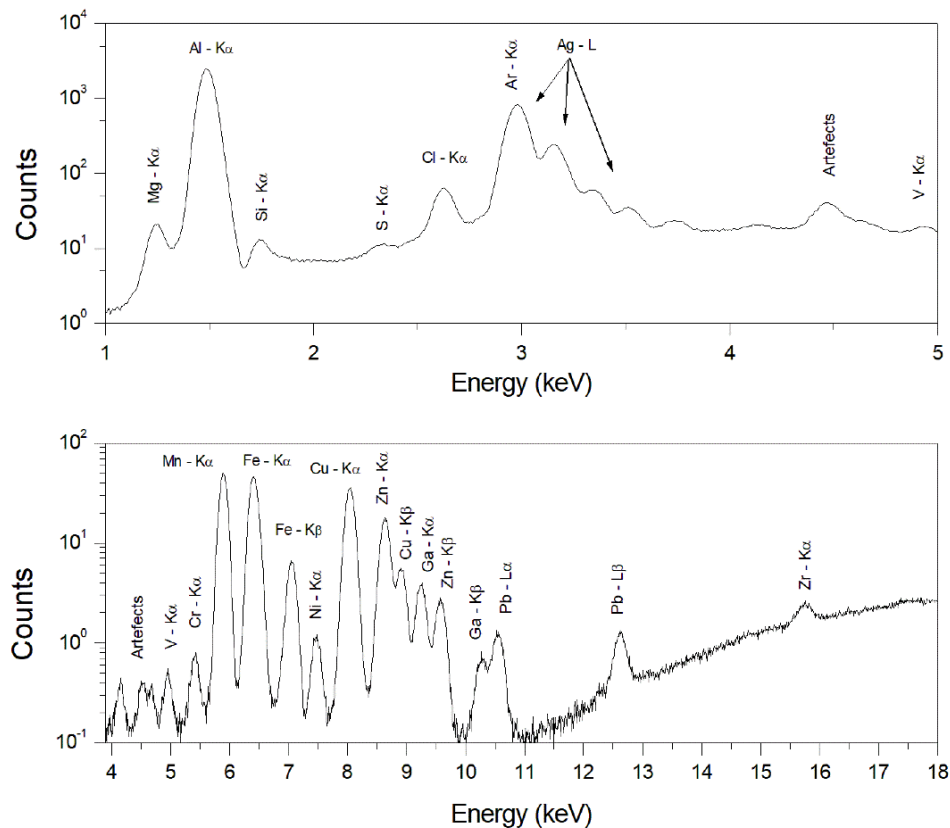 10⁴
10³
10²
10¹
10⁰
Counts
Mg - Kα
Al - Kα
Si - Kα
S - Kα
Cl - Kα
Ar - Kα
Ag - L
Artefects
V - Kα
1 2 3 4 5
Energy (keV)
10²
10¹
10⁰
10⁻¹
Counts
Artefects
V - Kα
Cr - Kα
Mn - Kα
Fe - Kα
Fe - Kβ
Ni - Kα
Cu - Kα
Zn - Kα
Cu - Kβ
Ga - Kα
Zn - Kβ
Ga - Kβ
Pb - Lα
Pb - Lβ
Zr - Kα
4 5 6 7 8 9 10 11 12 13 14 15 16 17 18
Energy (keV)